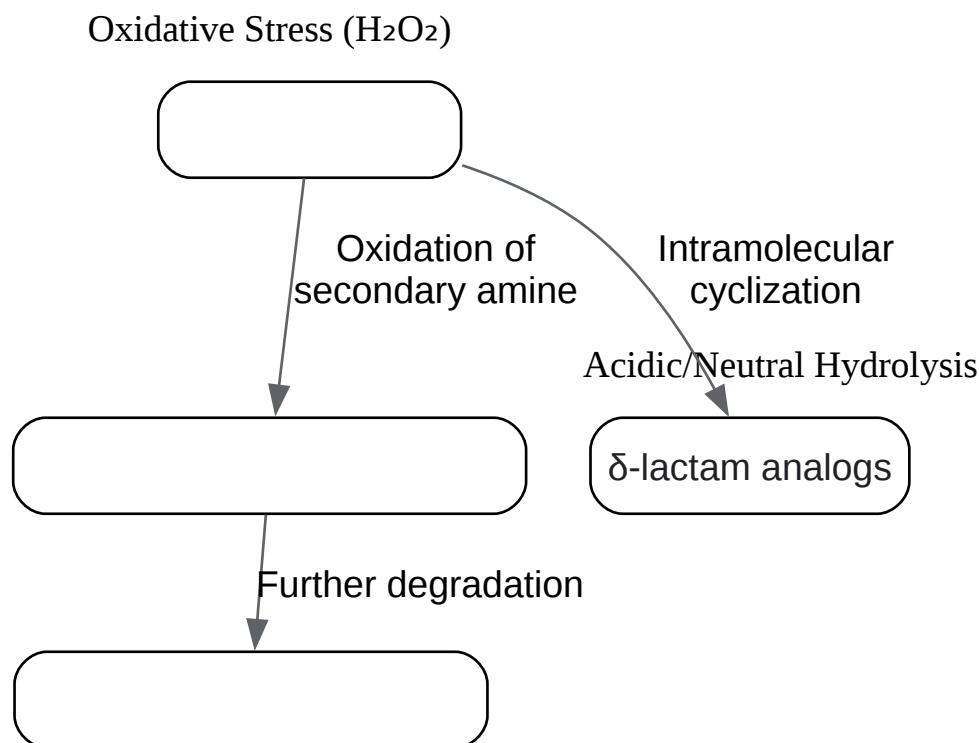 Oxidative Stress (H₂O₂)
Oxidation of
secondary amine
Intramolecular
cyclization
Acidic/Neutral Hydrolysis
δ-lactam analogs
Further degradation